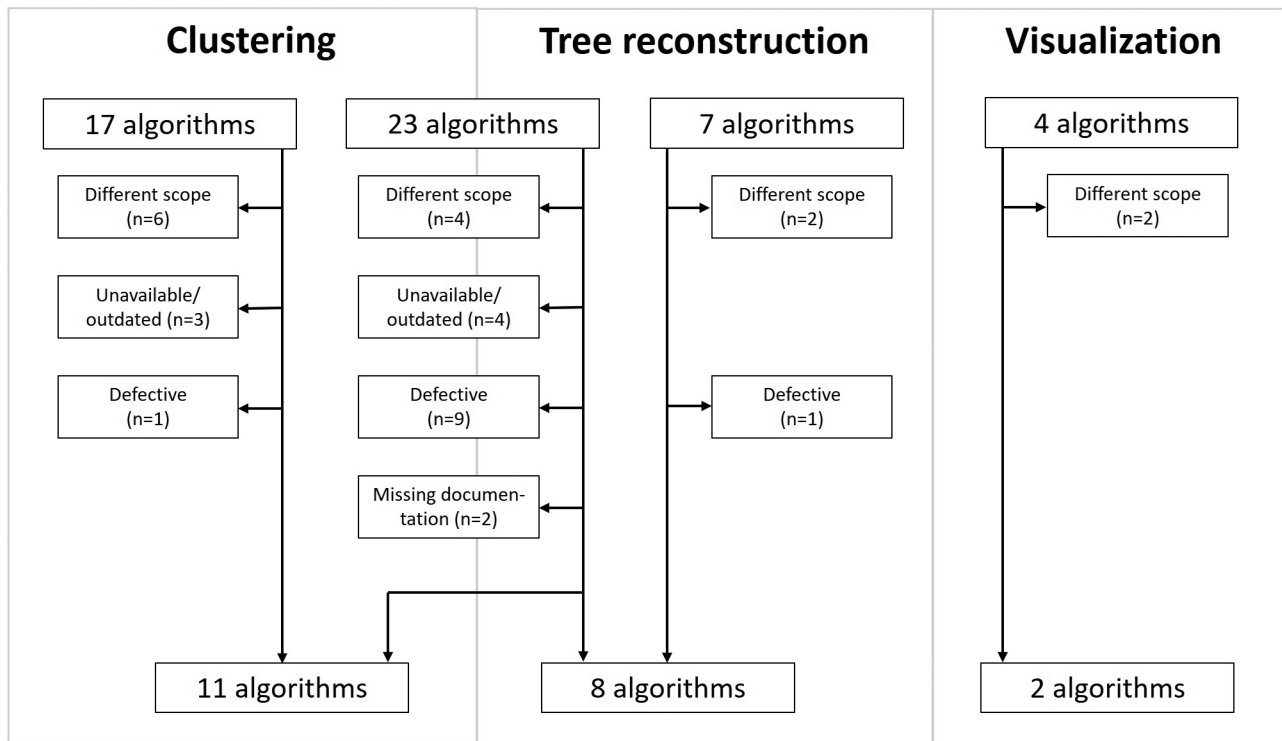 Clustering
Tree reconstruction
Visualization
17 algorithms
23 algorithms
7 algorithms
4 algorithms
Different scope
(n=6)
Different scope
(n=4)
Different scope
(n=2)
Different scope
(n=2)
Unavailable/
outdated (n=3)
Unavailable/
outdated (n=4)
Defective
(n=1)
Defective
(n=9)
Defective
(n=1)
Missing documen-
tation (n=2)
11 algorithms
8 algorithms
2 algorithms